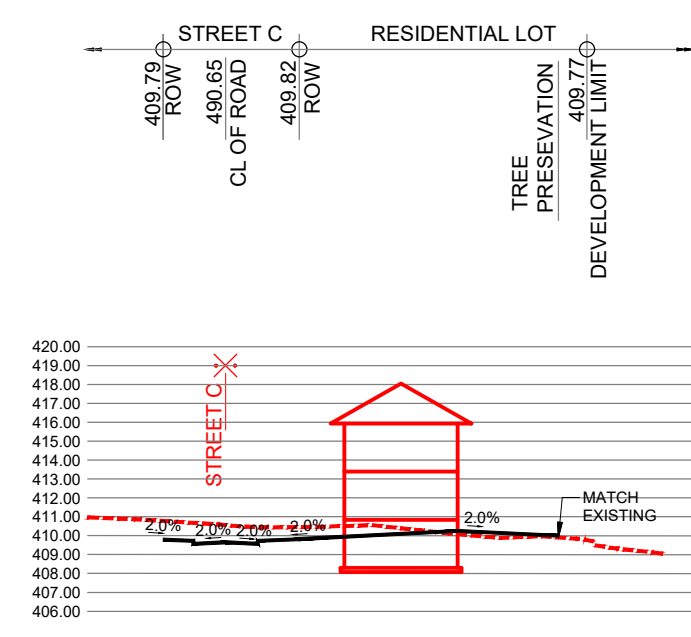 STREET C
RESIDENTIAL LOT
409.79
ROW
490.65
CL OF ROAD
409.82
ROW
TREE
PRESEVATION
409.77
DEVELOPMENT LIMIT
420.00
419.00
418.00
417.00
416.00
415.00
414.00
413.00
412.00
411.00
410.00
409.00
408.00
407.00
406.00
STREET C
2.0%
2.0%
2.0%
2.0%
2.0%
MATCH
EXISTING